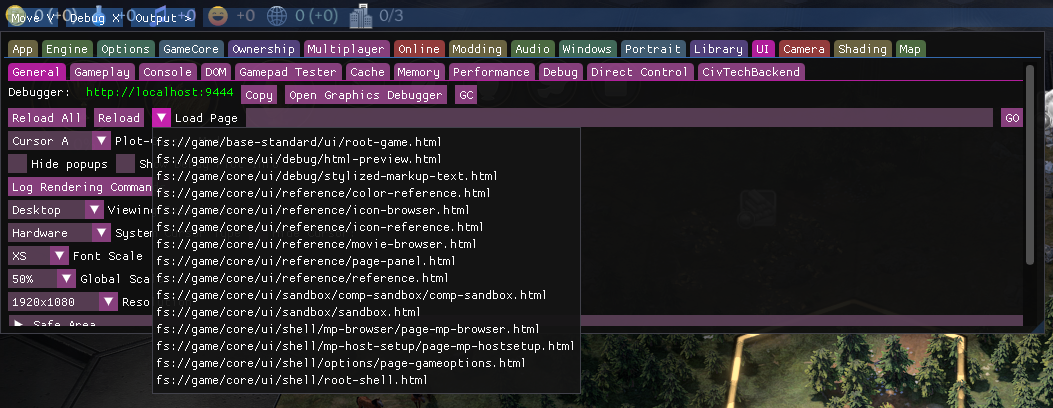 Move V Debug X Output >
0 (+0) +0 +0 +0 0 (+0) 0/3
App Engine Options GameCore Ownership Multiplayer Online Modding Audio Windows Portrait Library UI Camera Shading Map
General Gameplay Console DOM Gamepad Tester Cache Memory Performance Debug Direct Control CivTechBackend
Debugger: http://localhost:9444 Copy Open Graphics Debugger GC
Reload All Reload ▼ Load Page GO
Cursor A ▼ Plot-
fs://game/base-standard/ui/root-game.html
fs://game/core/ui/debug/html-preview.html
Hide popups Sh
fs://game/core/ui/debug/stylized-markup-text.html
Log Rendering Comman
fs://game/core/ui/reference/color-reference.html
Desktop ▼ Viewin
fs://game/core/ui/reference/icon-browser.html
fs://game/core/ui/reference/icon-reference.html
Hardware ▼ System
fs://game/core/ui/reference/movie-browser.html
XS ▼ Font Scale
fs://game/core/ui/reference/page-panel.html
50% ▼ Global Sca
fs://game/core/ui/reference/reference.html
fs://game/core/ui/sandbox/comp-sandbox/comp-sandbox.html
1920x1080 ▼ Reso
fs://game/core/ui/sandbox/sandbox.html
▶ Safe Area
fs://game/core/ui/shell/mp-browser/page-mp-browser.html
fs://game/core/ui/shell/mp-host-setup/page-mp-hostsetup.html
fs://game/core/ui/shell/options/page-gameoptions.html
fs://game/core/ui/shell/root-shell.html